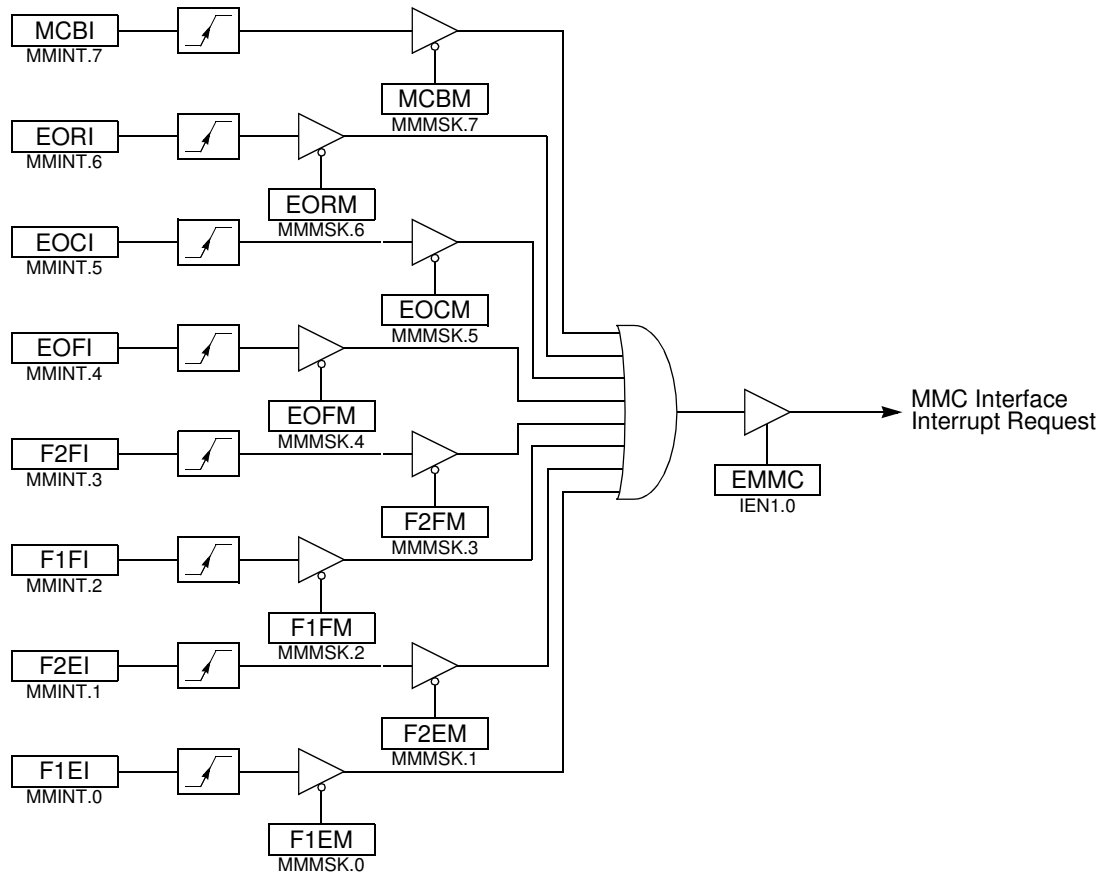 MCBI
MMINT.7
MCBM
MMMSK.7
EORI
MMINT.6
EORM
MMMSK.6
EOCI
MMINT.5
EOCM
MMMSK.5
EOFI
MMINT.4
EOFM
MMMSK.4
MMC Interface
Interrupt Request
EMMC
IEN1.0
F2FI
MMINT.3
F2FM
MMMSK.3
F1FI
MMINT.2
F1FM
MMMSK.2
F2EI
MMINT.1
F2EM
MMMSK.1
F1EI
MMINT.0
F1EM
MMMSK.0